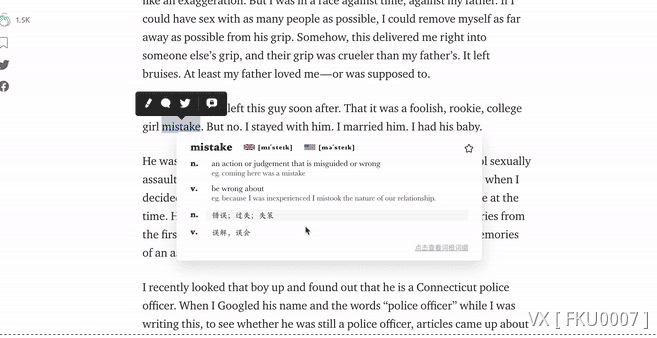 like an exaggeration. But I was in a race against time, against my father. If I
could have sex with as many people as possible, I could remove myself as far
1.5K
away as possible from his grip. Somehow, this delivered me right into
someone else's grip, and their grip was crueler than my father's. It left
bruises. At least my father loved me—or was supposed to.
left this guy soon after. That it was a foolish, rookie, college
girl mistake. But no. I stayed with him. I married him. I had his baby.
mistake [mɪˈsteɪk] [məˈsteɪk]
He was
ol sexually
n. an action or judgement that is misguided or wrong
eg. coming here was a mistake
assault
when I
v. be wrong about
decided
e at the
eg. because I was inexperienced I mistook the nature of our relationship.
time. H
ries from
n. 错误；过失；失策
the firs
emories
v. 误解，误会
of an a
点击查看词根词缀
I recently looked that boy up and found out that he is a Connecticut police
officer. When I Googled his name and the words “police officer” while I was
writing this, to see whether he was still a police officer, articles came up about
VX [ FKU0007 ]